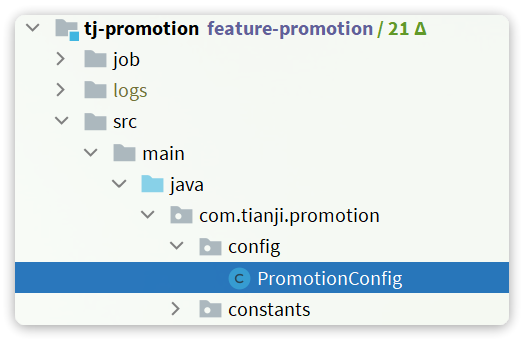 tj-promotion feature-promotion / 21 Δ
job
logs
src
main
java
com.tianji.promotion
config
C PromotionConfig
constants